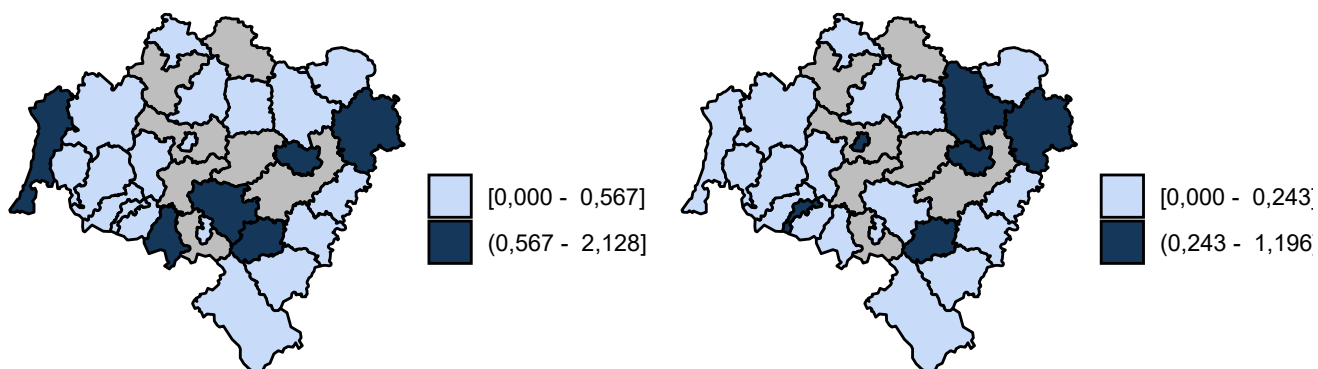 [0,000 - 0,567]
(0,567 - 2,128]
[0,000 - 0,243]
(0,243 - 1,196]